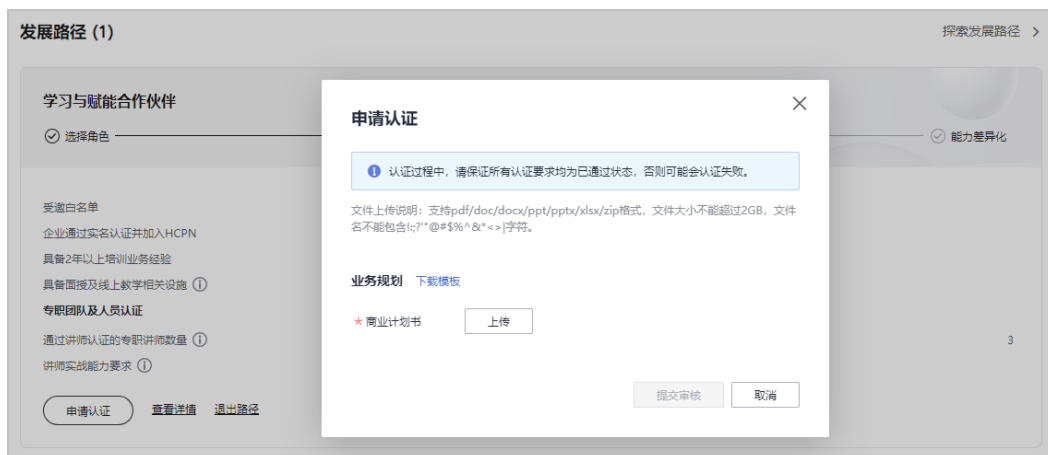 发展路径 (1)
探索发展路径 >
学习与赋能合作伙伴
选择角色
能力差异化
申请认证
认证过程中，请保证所有认证要求均为已通过状态，否则可能会认证失败。
文件上传说明：支持pdf/doc/docx/ppt/pptx/xlsx/zip格式，文件大小不能超过2GB，文件
名不能包含!:;?'"@#$%^&*<>|字符。
业务规划 下载模板
* 商业计划书 上传
提交审核 取消
受邀白名单
企业通过实名认证并加入HCPN
具备2年以上培训业务经验
具备面授及线上教学相关设施
专职团队及人员认证
通过讲师认证的专职讲师数量 3
讲师实战能力要求
申请认证 查看详情 退出路径